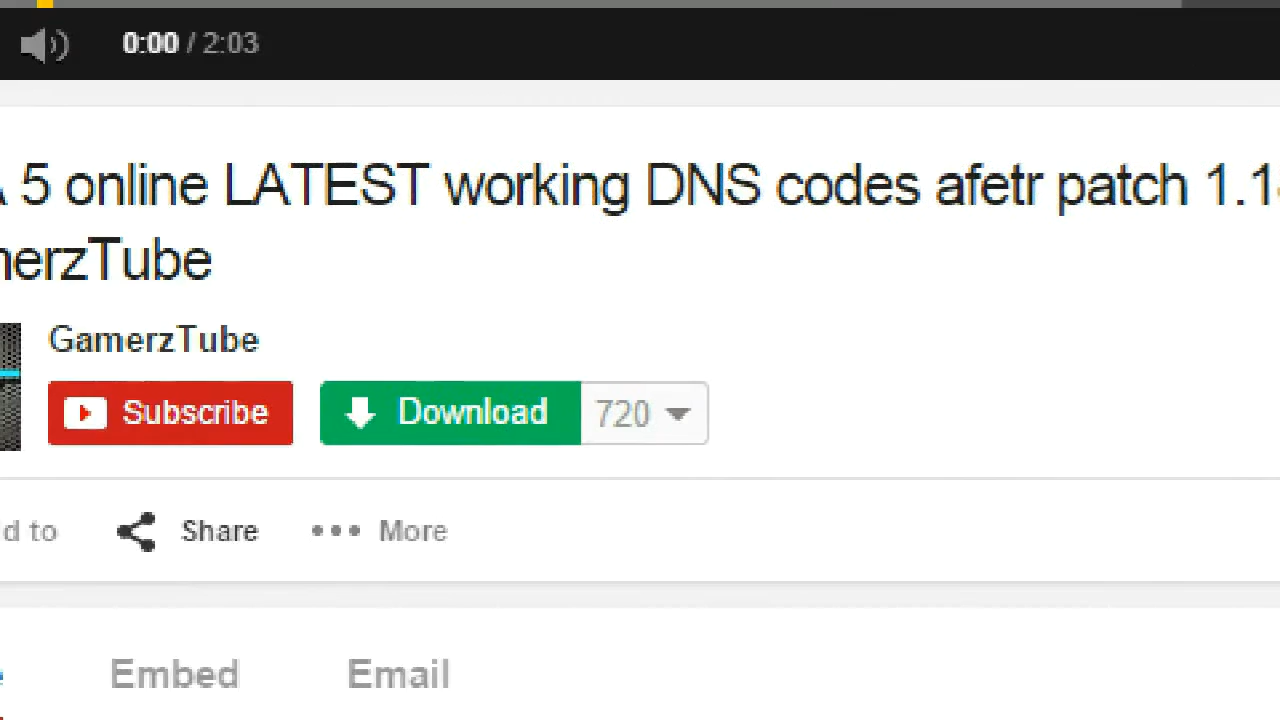 0:00 / 2:03
5 online LATEST working DNS codes afetr patch 1.1
merzTube
GamerzTube
Subscribe Download 720
d to Share More
Embed Email